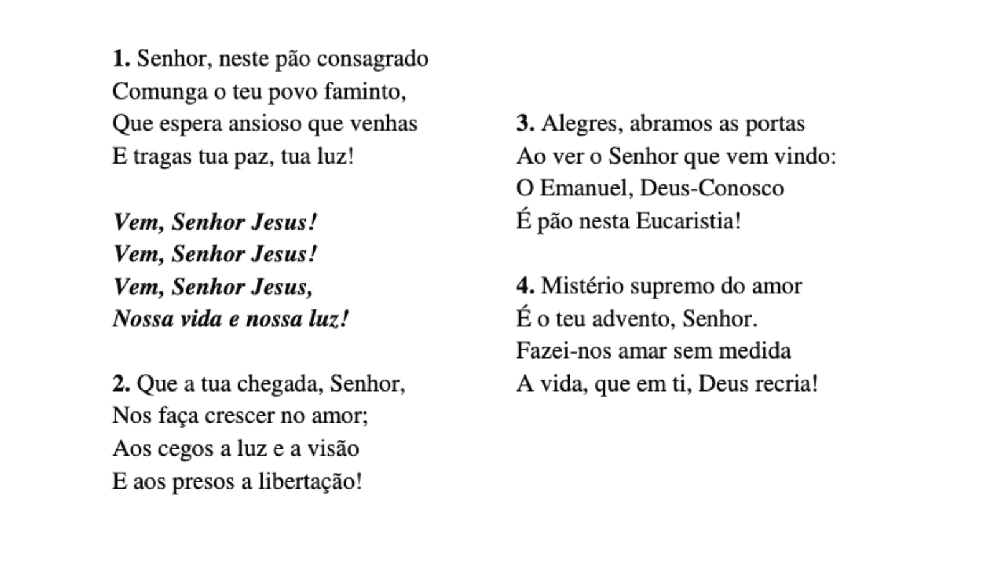 1. Senhor, neste pão consagrado
Comunga o teu povo faminto,
Que espera ansioso que venhas
E tragas tua paz, tua luz!
Vem, Senhor Jesus!
Vem, Senhor Jesus!
Vem, Senhor Jesus,
Nossa vida e nossa luz!
2. Que a tua chegada, Senhor,
Nos faça crescer no amor;
Aos cegos a luz e a visão
E aos presos a libertação!
3. Alegres, abramos as portas
Ao ver o Senhor que vem vindo:
O Emanuel, Deus-Conosco
É pão nesta Eucaristia!
4. Mistério supremo do amor
É o teu advento, Senhor.
Fazei-nos amar sem medida
A vida, que em ti, Deus recria!